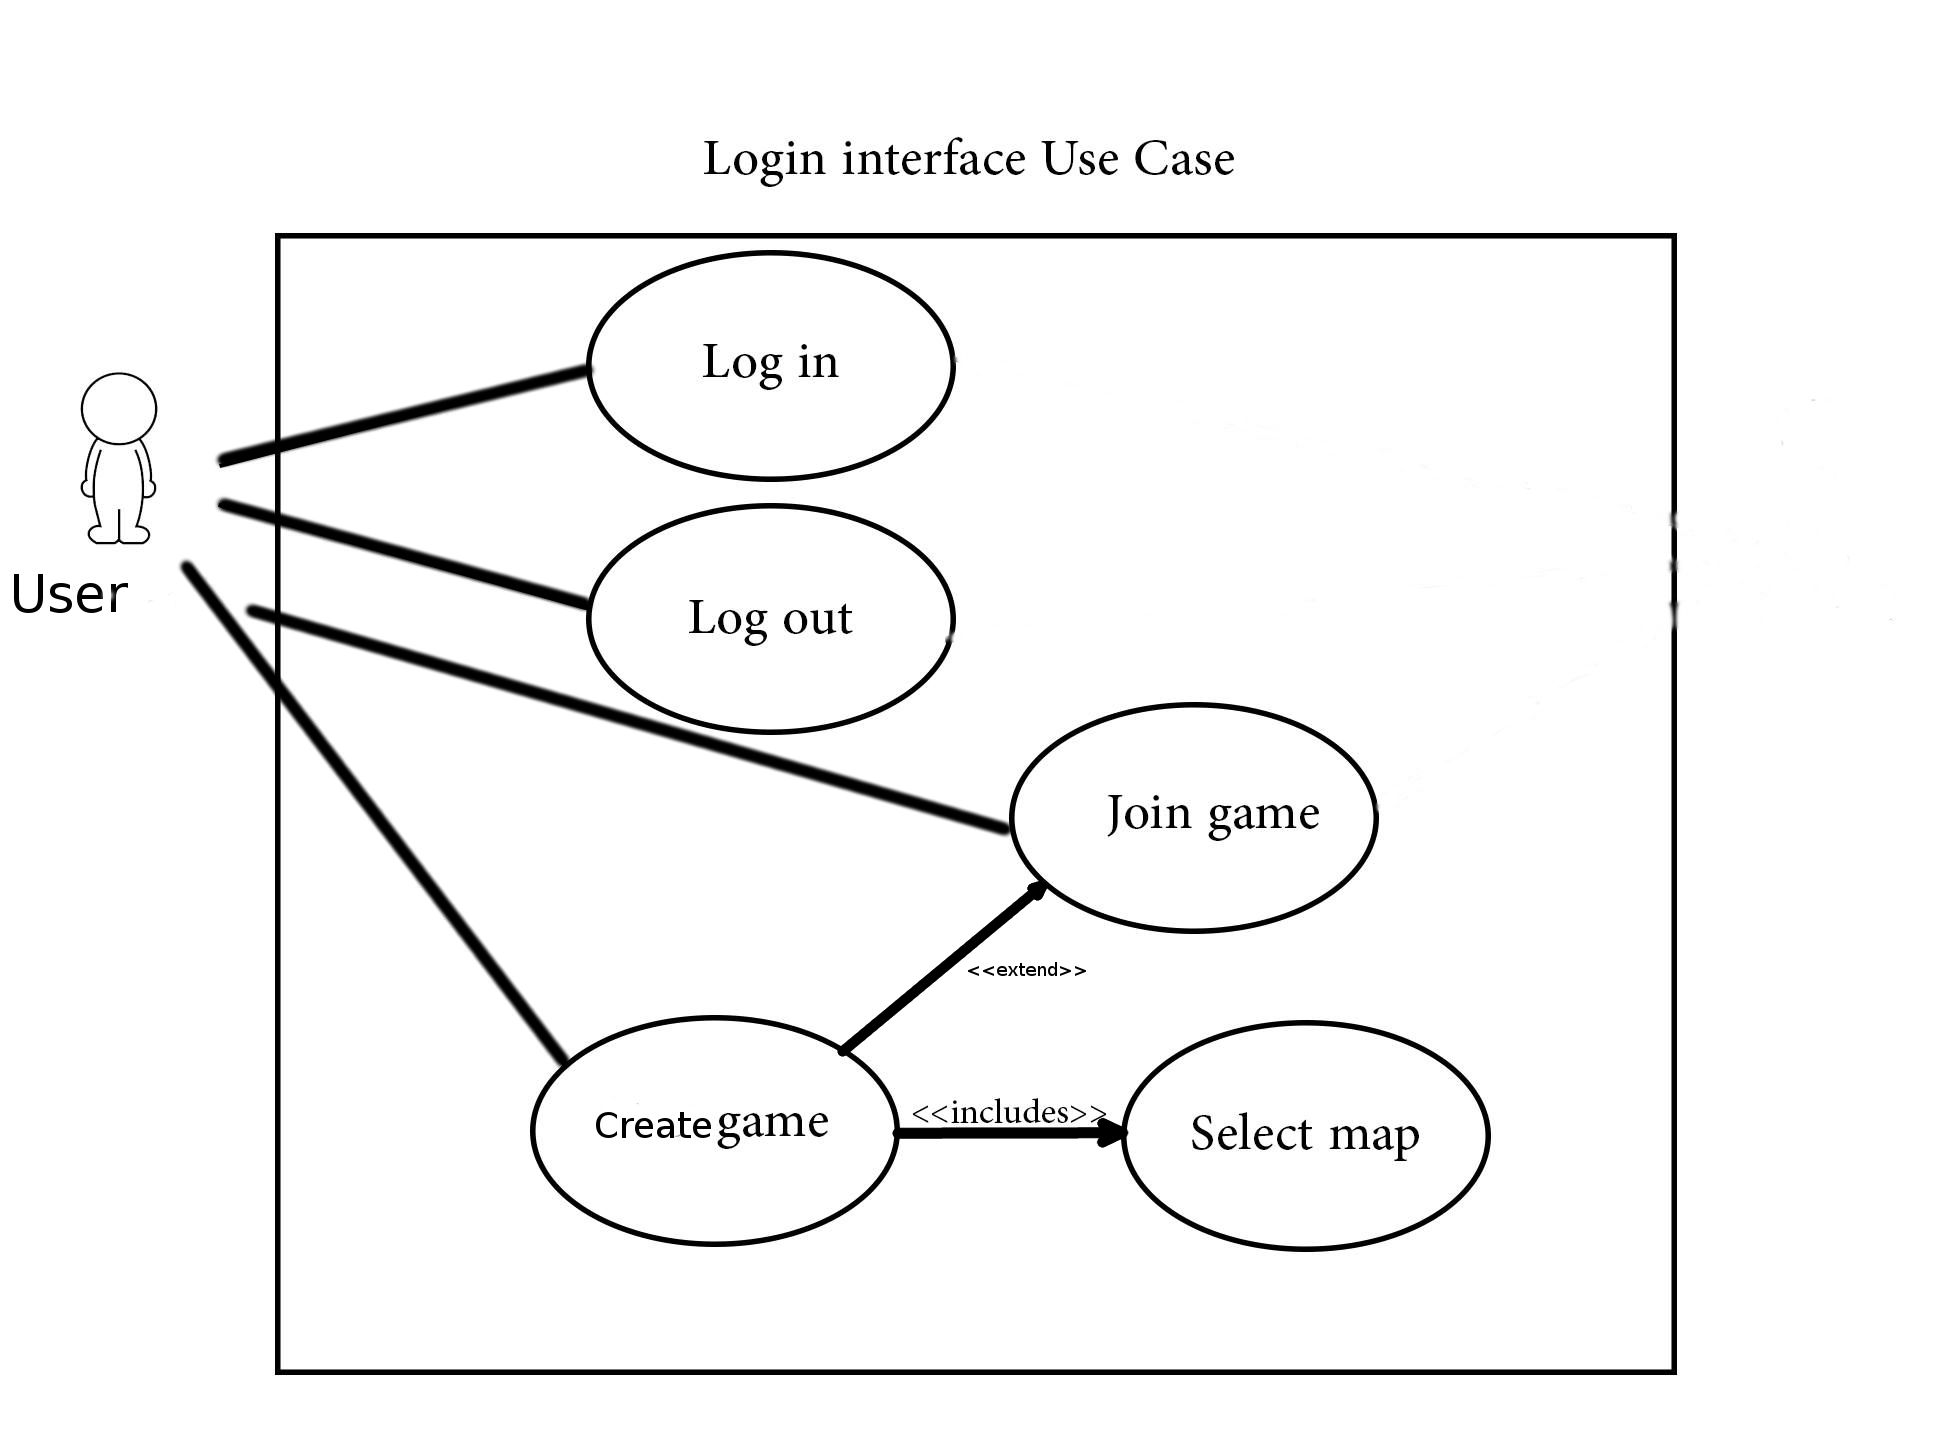 Login interface Use Case
Log in
User
Log out
Join game
<<extend>>
Create game
<<includes>>
Select map